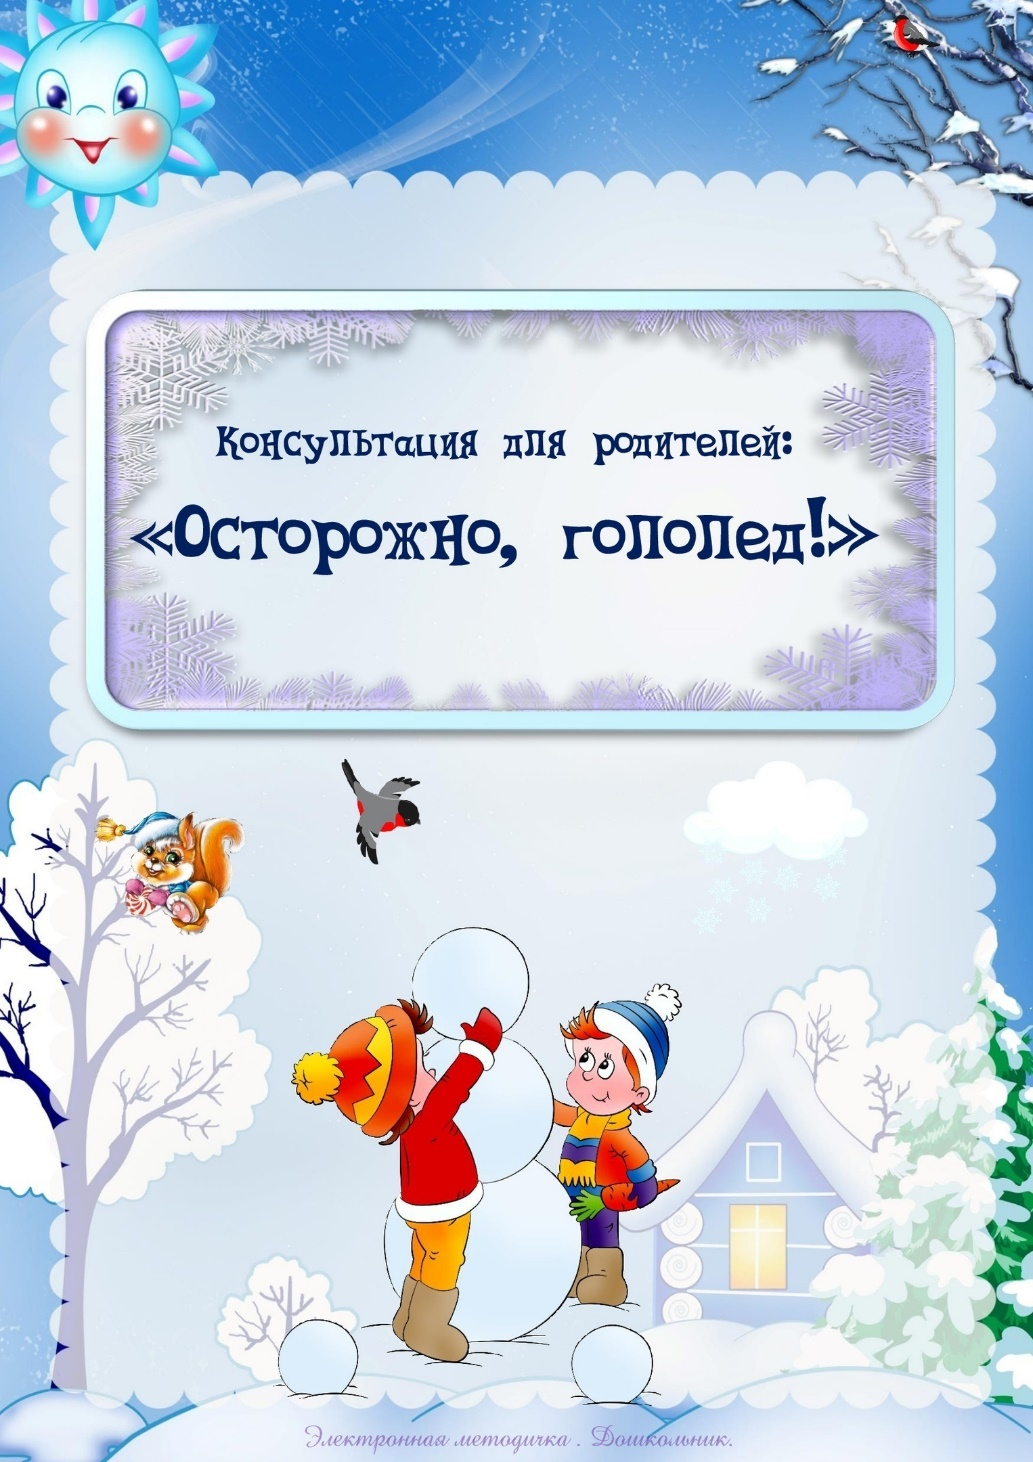 Консультация для родителей:
«Осторожно, гололед!»
Электронная методичка . Дошкольник.